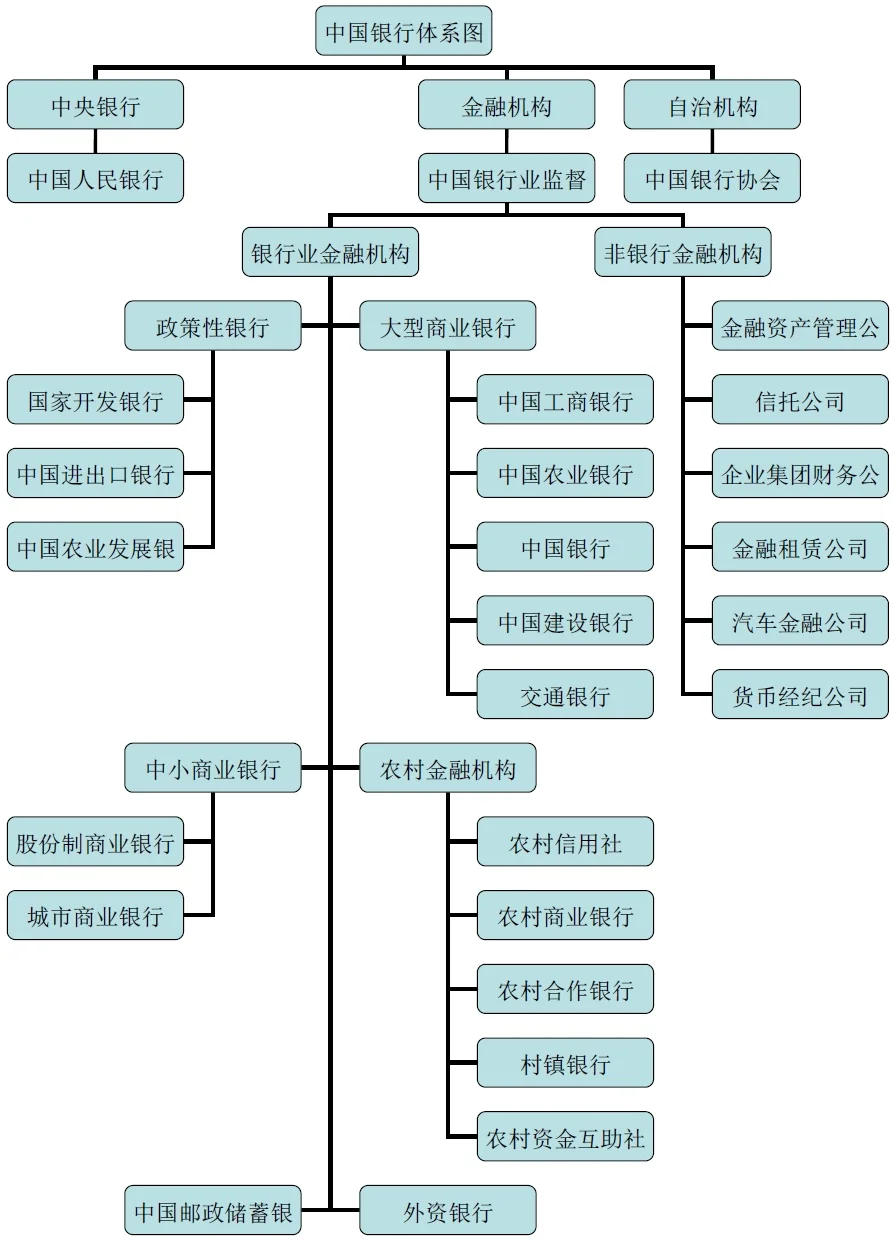 中国银行体系图
中央银行
金融机构
自治机构
中国人民银行
中国银行业监督
中国银行协会
银行业金融机构
非银行金融机构
政策性银行
大型商业银行
金融资产管理公
国家开发银行
中国工商银行
信托公司
中国进出口银行
中国农业银行
企业集团财务公
中国农业发展银
中国银行
金融租赁公司
中国建设银行
汽车金融公司
交通银行
货币经纪公司
中小商业银行
农村金融机构
股份制商业银行
农村信用社
城市商业银行
农村商业银行
农村合作银行
村镇银行
农村资金互助社
中国邮政储蓄银
外资银行